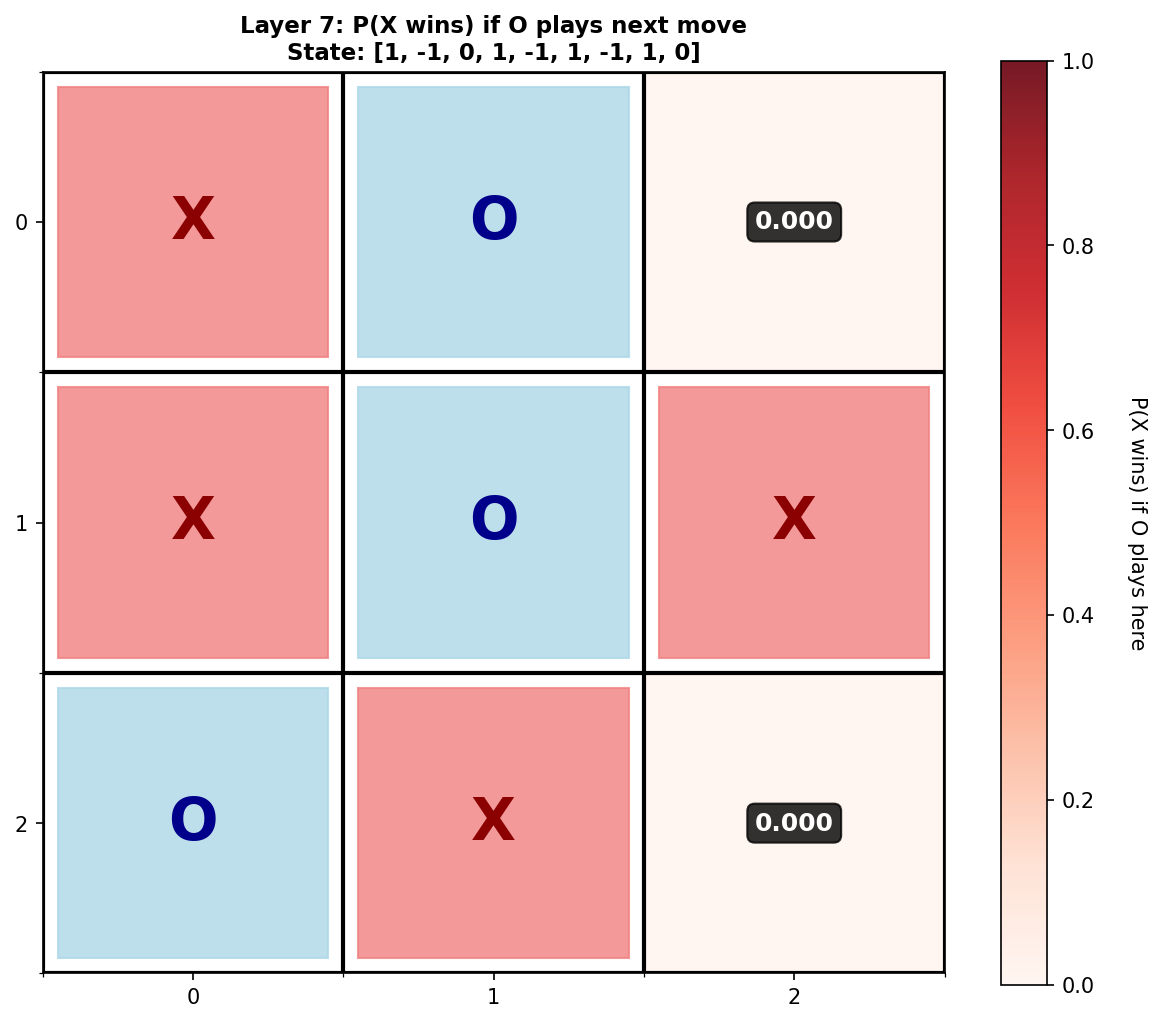 Layer 7: P(X wins) if O plays next move
State: [1, -1, 0, 1, -1, 1, -1, 1, 0]
X
O
0.000
0
X
O
X
1
O
X
0.000
2
0
1
2
1.0
0.8
0.6
0.4
0.2
0.0
P(X wins) if O plays here